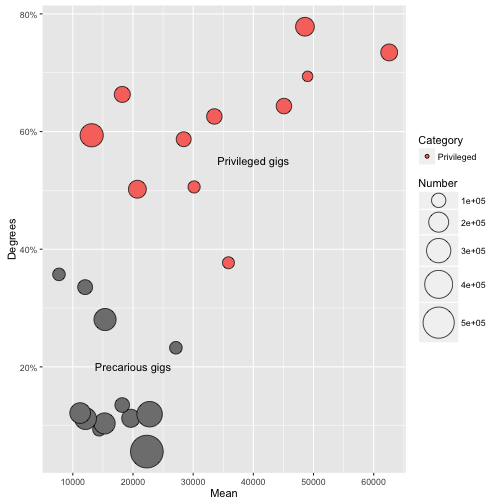 80%
60%
40%
20%
Degrees
10000 20000 30000 40000 50000 60000
Mean
Privileged gigs
Precarious gigs
Category
Privileged
Number
1e+05
2e+05
3e+05
4e+05
5e+05